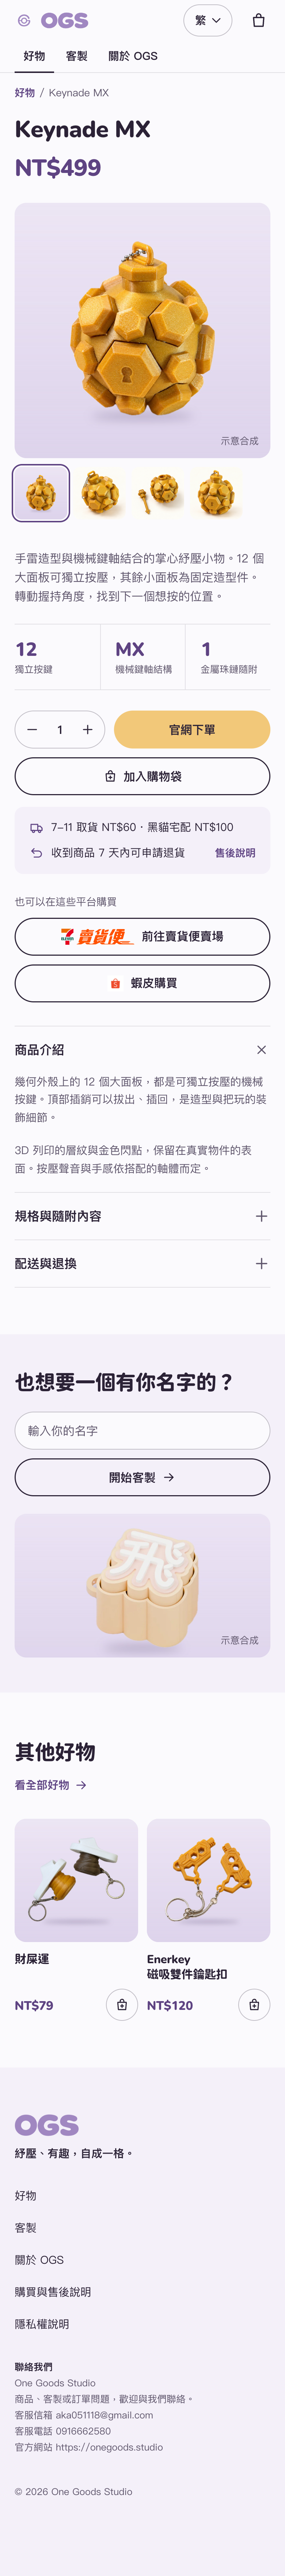 OGS
繁
好物 客製 關於 OGS
好物 / Keynade MX
Keynade MX
NT$499
示意合成
手雷造型與機械鍵軸結合的掌心紓壓小物。12 個
大面板可獨立按壓，其餘小面板為固定造型件。
轉動握持角度，找到下一個想按的位置。
12
獨立按鍵
MX
機械鍵軸結構
1
金屬珠鏈隨附
1
官網下單
加入購物袋
7–11 取貨 NT$60・黑貓宅配 NT$100
收到商品 7 天內可申請退貨 售後說明
也可以在這些平台購買
賣貨便 前往賣貨便賣場
蝦皮購買
商品介紹
幾何外殼上的 12 個大面板，都是可獨立按壓的機械
按鍵。頂部插銷可以拔出、插回，是造型與把玩的裝
飾細節。
3D 列印的層紋與金色閃點，保留在真實物件的表
面。按壓聲音與手感依搭配的軸體而定。
規格與隨附內容
配送與退換
也想要一個有你名字的？
輸入你的名字
開始客製
飛
示意合成
其他好物
看全部好物
財屎運
NT$79
Enerkey
磁吸雙件鑰匙扣
NT$120
OGS
紓壓、有趣，自成一格。
好物
客製
關於 OGS
購買與售後說明
隱私權說明
聯絡我們
One Goods Studio
商品、客製或訂單問題，歡迎與我們聯絡。
客服信箱 aka051118@gmail.com
客服電話 0916662580
官方網站 https://onegoods.studio
© 2026 One Goods Studio